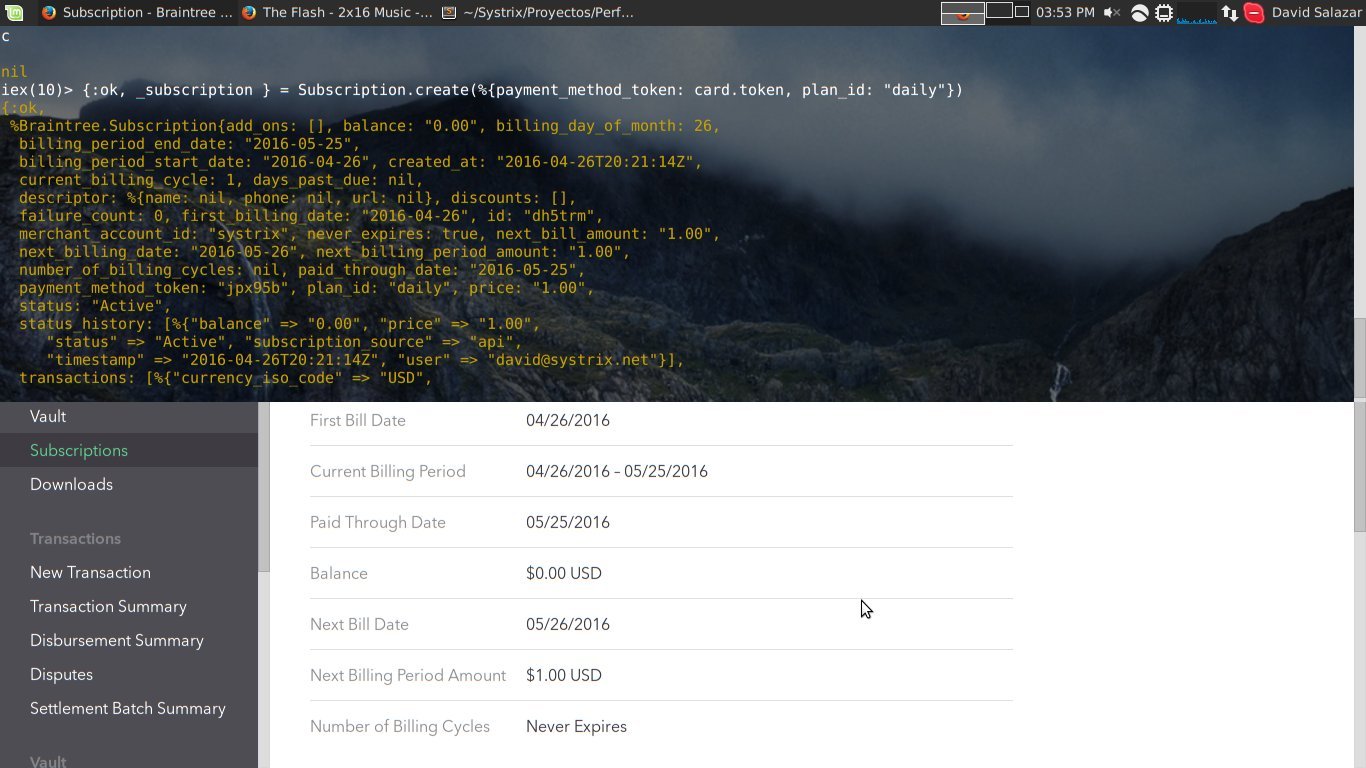 Subscription - Braintree ...
The Flash - 2x16 Music -...
~/Systrix/Proyectos/Perf...
03:53 PM
David Salazar
c
nil
iex(10)> {:ok, _subscription } = Subscription.create(%{payment_method_token: card.token, plan_id: "daily"})
{:ok,
%Braintree.Subscription{add_ons: [], balance: "0.00", billing_day_of_month: 26,
billing_period_end_date: "2016-05-25",
billing_period_start_date: "2016-04-26", created_at: "2016-04-26T20:21:14Z",
current_billing_cycle: 1, days_past_due: nil,
descriptor: %{name: nil, phone: nil, url: nil}, discounts: [],
failure_count: 0, first_billing_date: "2016-04-26", id: "dh5trm",
merchant_account_id: "systrix", never_expires: true, next_bill_amount: "1.00",
next_billing_date: "2016-05-26", next_billing_period_amount: "1.00",
number_of_billing_cycles: nil, paid_through_date: "2016-05-25",
payment_method_token: "jpx95b", plan_id: "daily", price: "1.00",
status: "Active",
status_history: [%{"balance" => "0.00", "price" => "1.00",
"status" => "Active", "subscription_source" => "api",
"timestamp" => "2016-04-26T20:21:14Z", "user" => "david@systrix.net"}],
transactions: [%{"currency_iso_code" => "USD",
Vault
Subscriptions
Downloads
Transactions
New Transaction
Transaction Summary
Disbursement Summary
Disputes
Settlement Batch Summary
Vault
First Bill Date 04/26/2016
Current Billing Period 04/26/2016 – 05/25/2016
Paid Through Date 05/25/2016
Balance $0.00 USD
Next Bill Date 05/26/2016
Next Billing Period Amount $1.00 USD
Number of Billing Cycles Never Expires